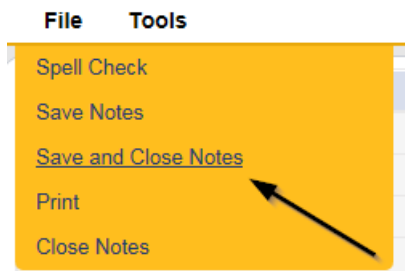 File Tools
Spell Check
Save Notes
Save and Close Notes
Print
Close Notes